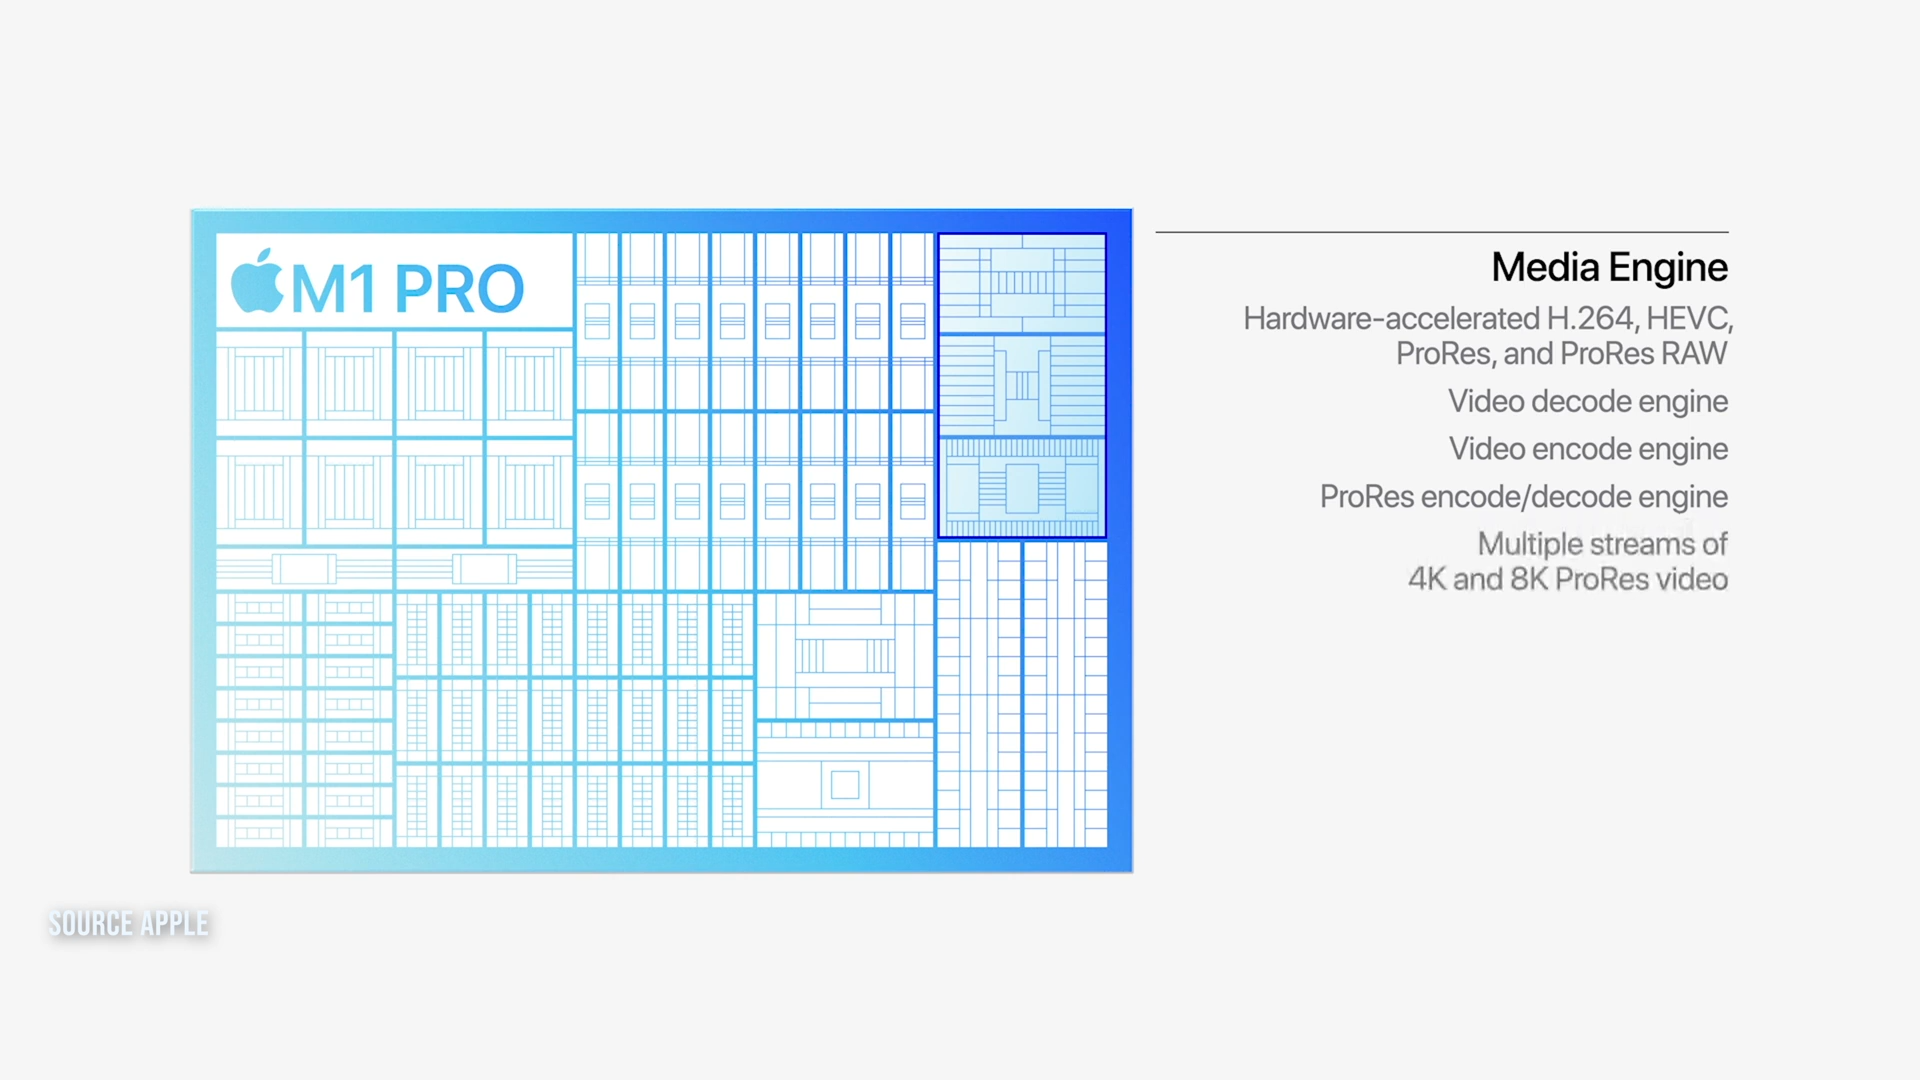 M1 PRO
Media Engine
Hardware-accelerated H.264, HEVC,
ProRes, and ProRes RAW
Video decode engine
Video encode engine
ProRes encode/decode engine
Multiple streams of
4K and 8K ProRes video
SOURCE APPLE